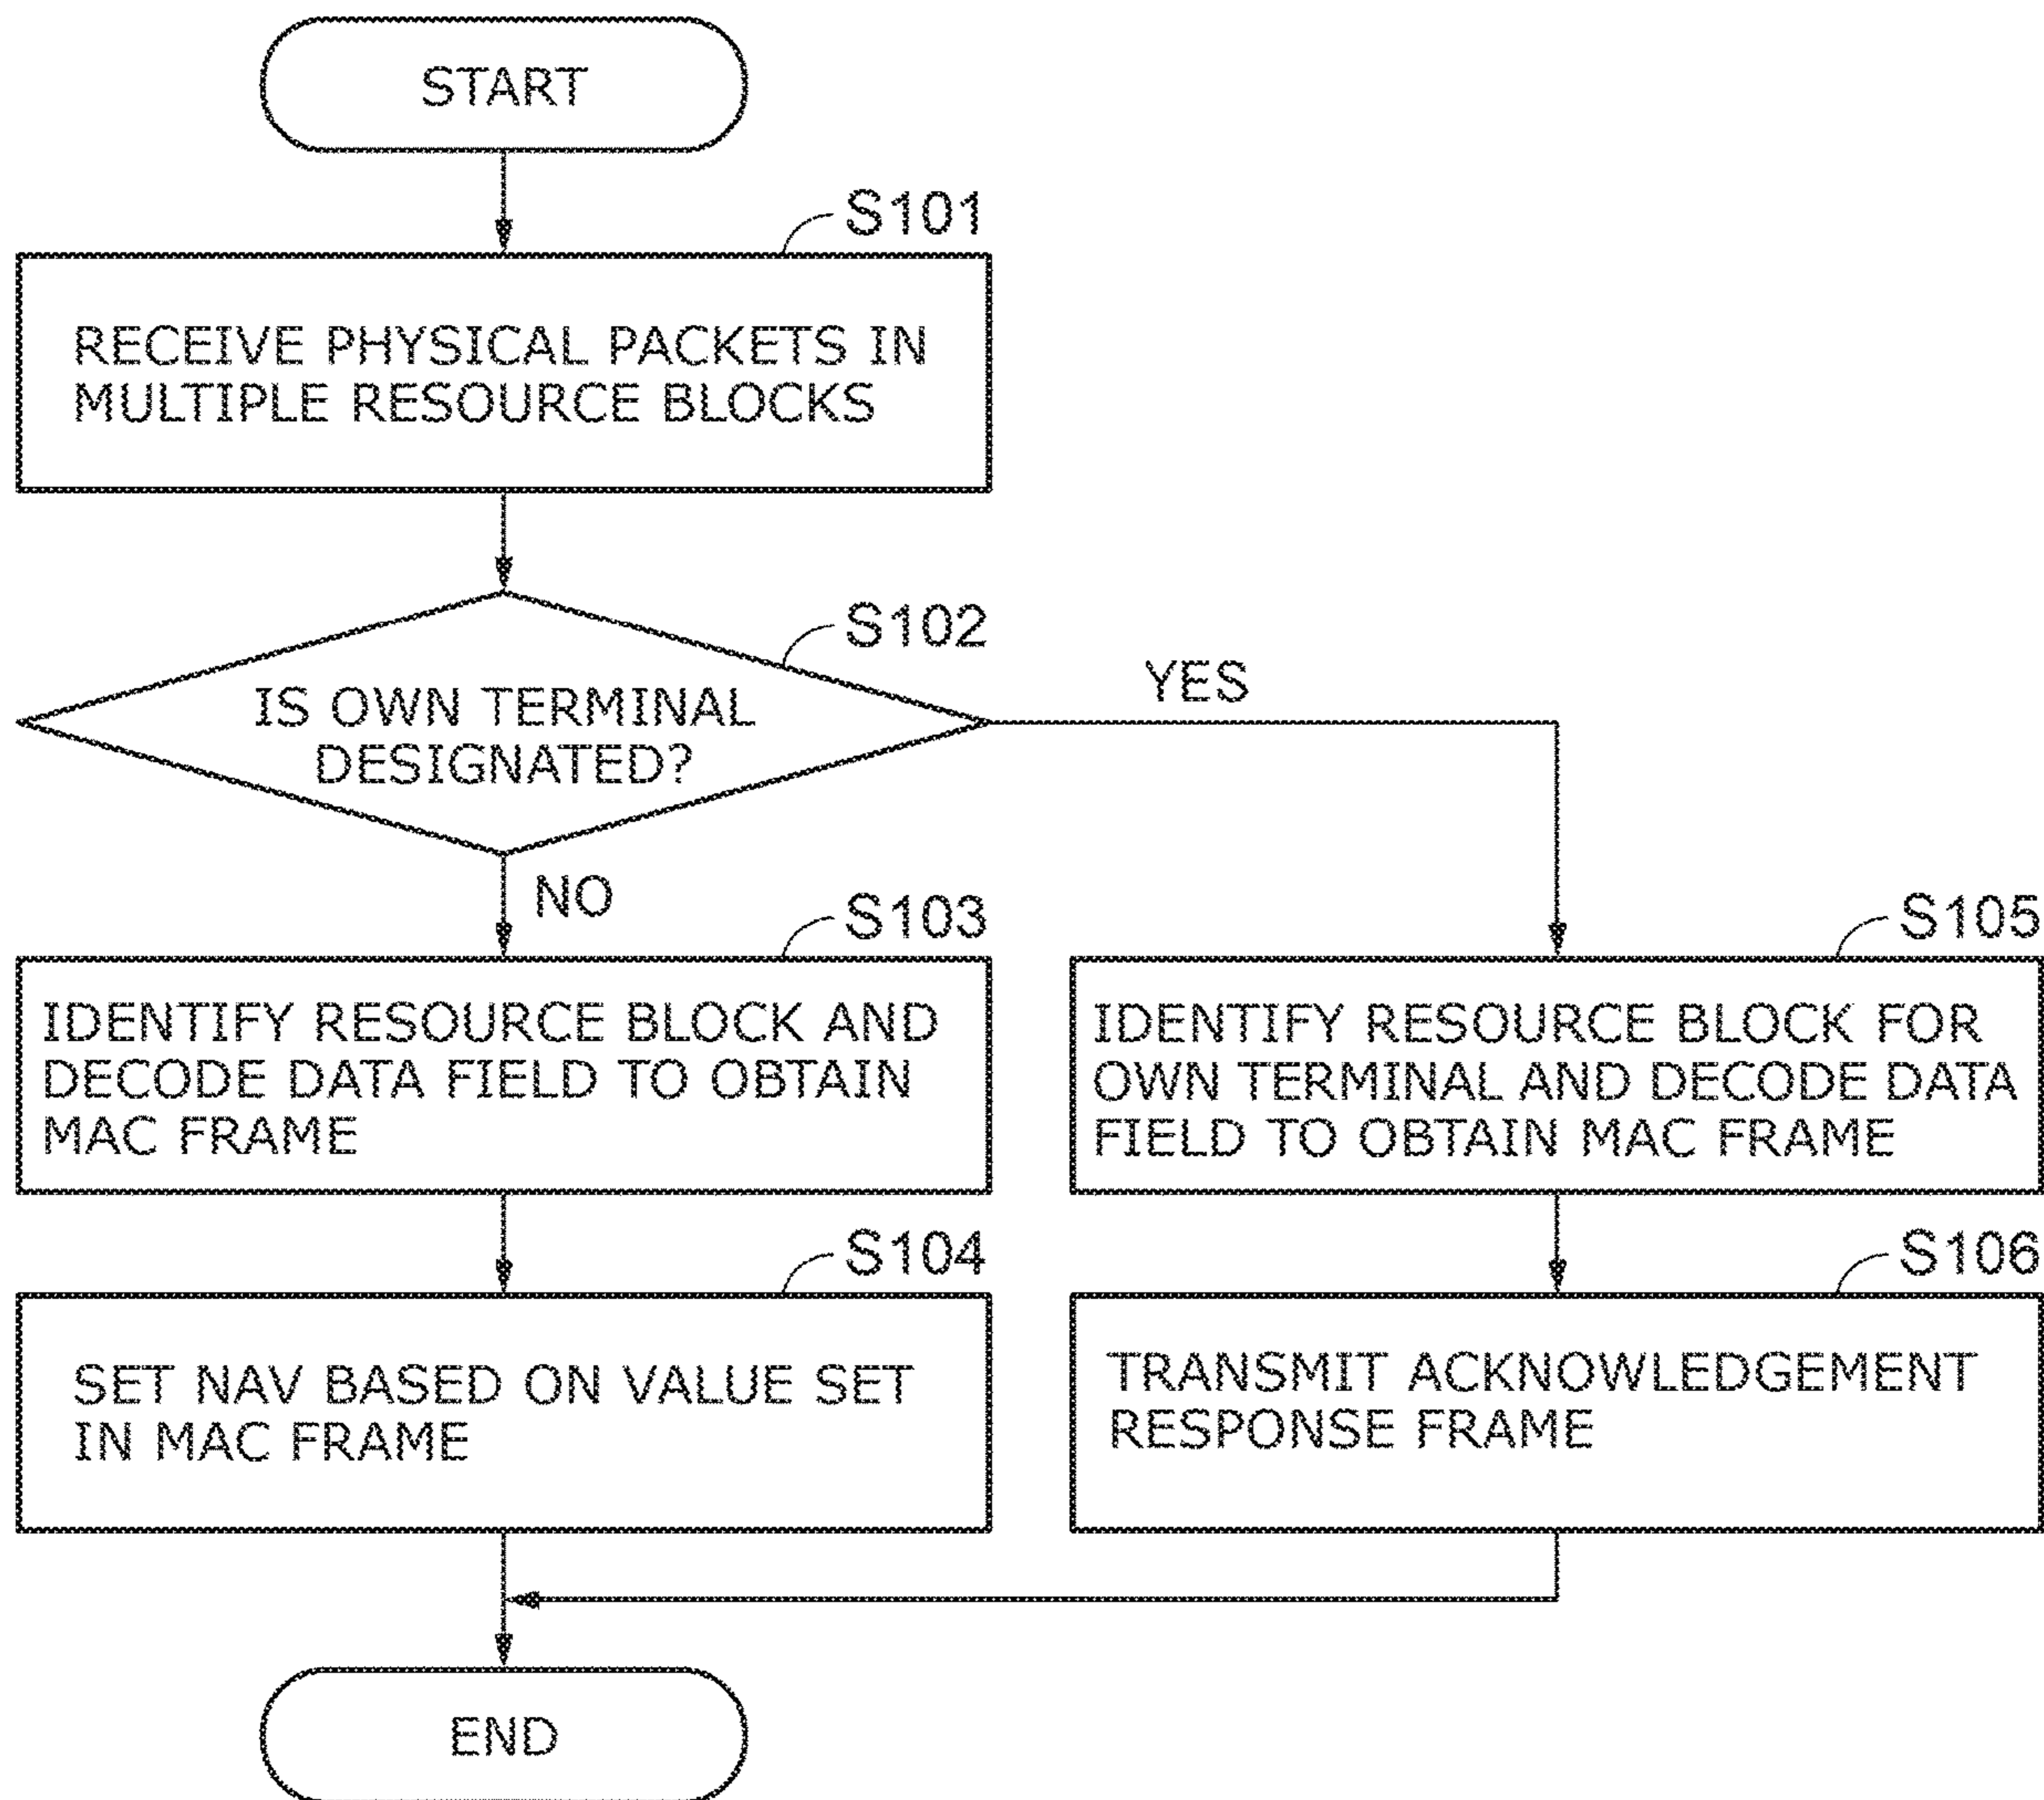 START
S101
RECEIVE PHYSICAL PACKETS IN
MULTIPLE RESOURCE BLOCKS
S102
IS OWN TERMINAL
DESIGNATED?
YES
NO
S103
IDENTIFY RESOURCE BLOCK AND
DECODE DATA FIELD TO OBTAIN
MAC FRAME
S105
IDENTIFY RESOURCE BLOCK FOR
OWN TERMINAL AND DECODE DATA
FIELD TO OBTAIN MAC FRAME
S104
SET NAV BASED ON VALUE SET
IN MAC FRAME
S106
TRANSMIT ACKNOWLEDGEMENT
RESPONSE FRAME
END